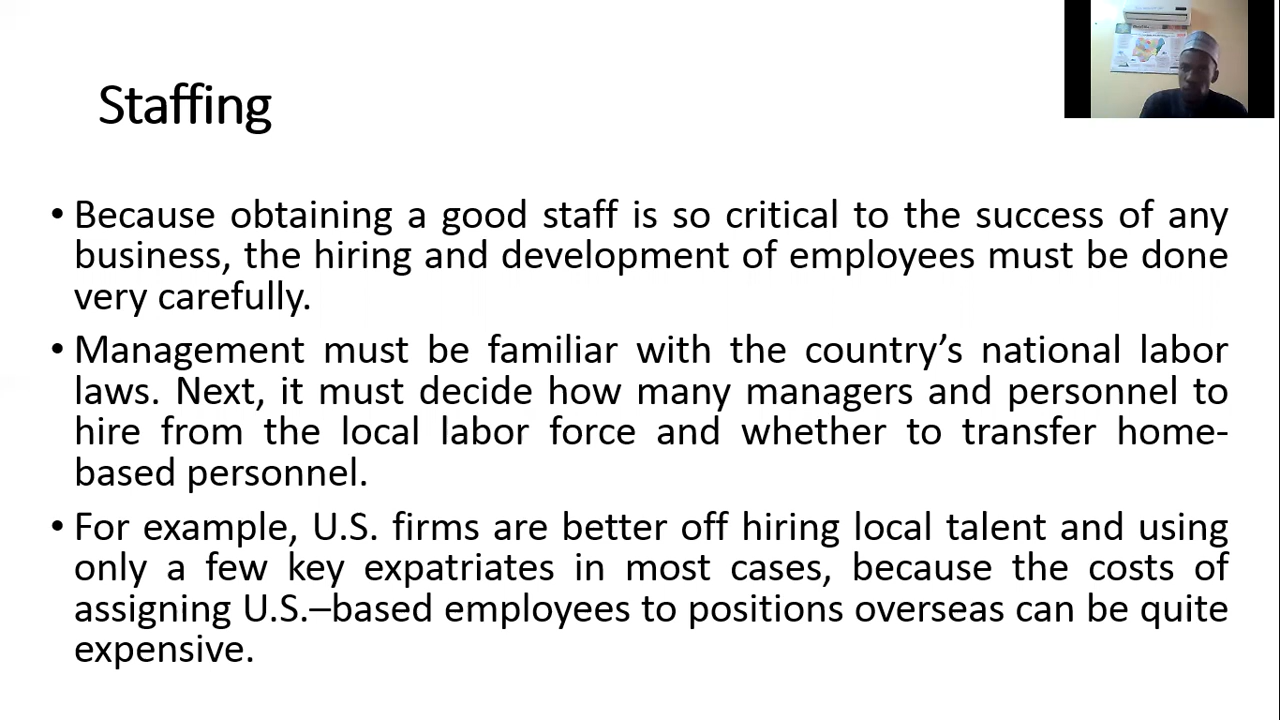 Staffing
• Because obtaining a good staff is so critical to the success of any
business, the hiring and development of employees must be done
very carefully.
• Management must be familiar with the country’s national labor
laws. Next, it must decide how many managers and personnel to
hire from the local labor force and whether to transfer home-
based personnel.
• For example, U.S. firms are better off hiring local talent and using
only a few key expatriates in most cases, because the costs of
assigning U.S.–based employees to positions overseas can be quite
expensive.